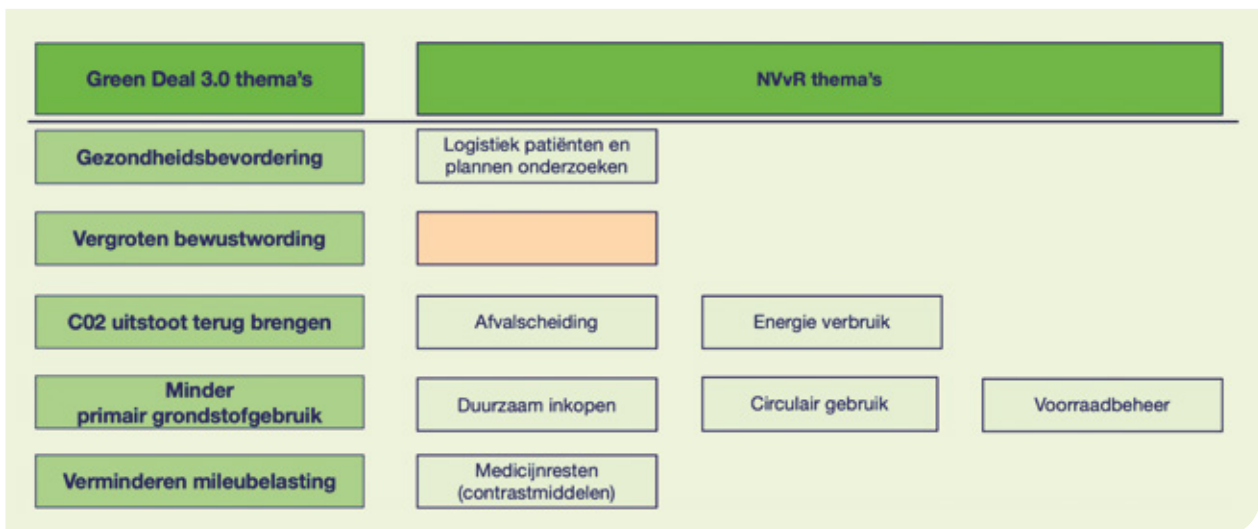 Green Deal 3.0 thema's
NVvR thema's
Gezondheidsbevordering
Logistiek patiënten en
plannen onderzoeken
Vergroten bewustwording
C02 uitstoot terug brengen
Afvalscheiding
Energie verbruik
Minder
primair grondstofgebruik
Duurzaam inkopen
Circulair gebruik
Voorraadbeheer
Verminderen mileubelasting
Medicijnresten
(contrastmiddelen)